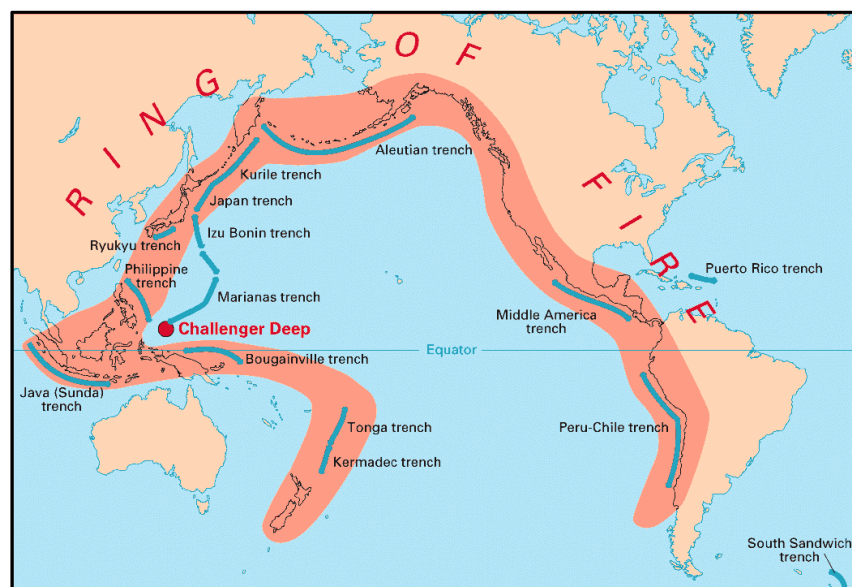 RING OF FIRE
Aleutian trench
Kurile trench
Japan trench
Izu Bonin trench
Ryukyu trench
Philippine
trench
Marianas trench
Challenger Deep
Bougainville trench
Equator
Java (Sunda)
trench
Tonga trench
Kermadec trench
Middle America
trench
Puerto Rico trench
Peru-Chile trench
South Sandwich
trench